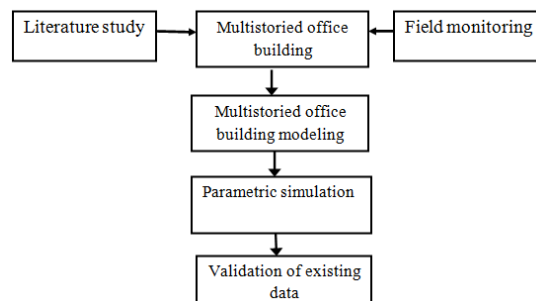 Literature study
Multistoried office
building
Field monitoring
Multistoried office
building modeling
Parametric simulation
Validation of existing
data